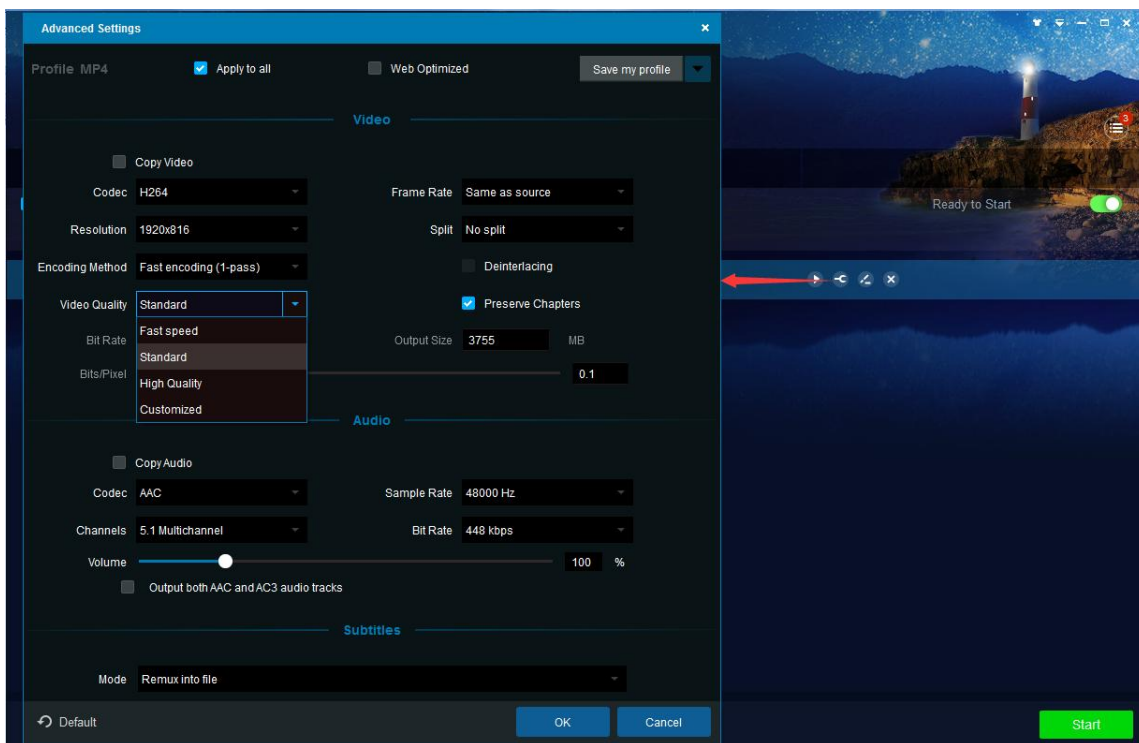 Advanced Settings
Profile MP4 Apply to all Web Optimized Save my profile
Video
3
Copy Video
Codec H264 Frame Rate Same as source
Ready to Start
Resolution 1920x816 Split No split
Encoding Method Fast encoding (1-pass) Deinterlacing
Video Quality Standard Preserve Chapters
Fast speed
Bit Rate Output Size 3755 MB
Standard
Bits/Pixel 0.1
High Quality
Customized
Audio
Copy Audio
Codec AAC Sample Rate 48000 Hz
Channels 5.1 Multichannel Bit Rate 448 kbps
Volume 100 %
Output both AAC and AC3 audio tracks
Subtitles
Mode Remux into file
Default OK Cancel
Start